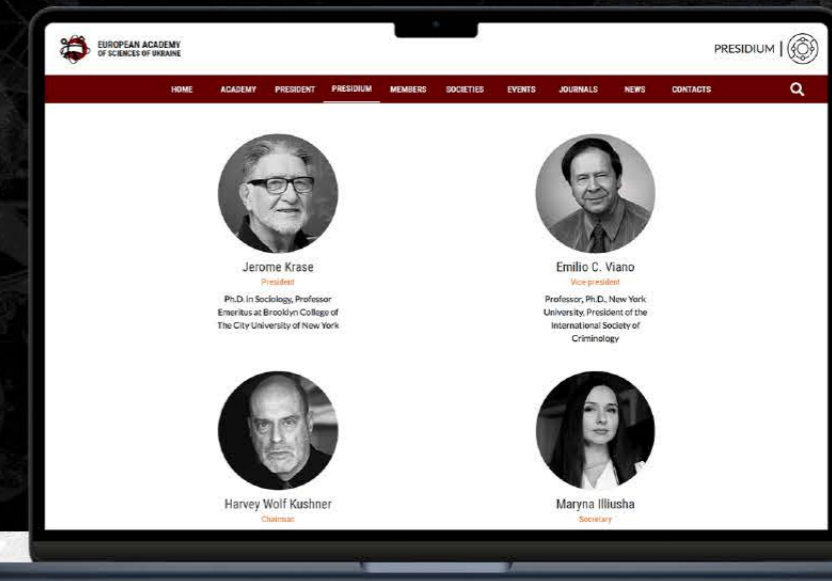 EUROPEAN ACADEMY
OF SCIENCES OF UKRAINE
PRESIDIUM
HOME ACADEMY PRESIDENT PRESIDIUM MEMBERS SOCIETIES EVENTS JOURNALS NEWS CONTACTS
Jerome Krase
President
Ph.D. in Sociology, Professor
Emeritus at Brooklyn College of
The City University of New York
Emilio C. Viano
Vice president
Professor, Ph.D., New York
University, President of the
International Society of
Criminology
Harvey Wolf Kushner
Chairman
Maryna Illiusha
Secretary